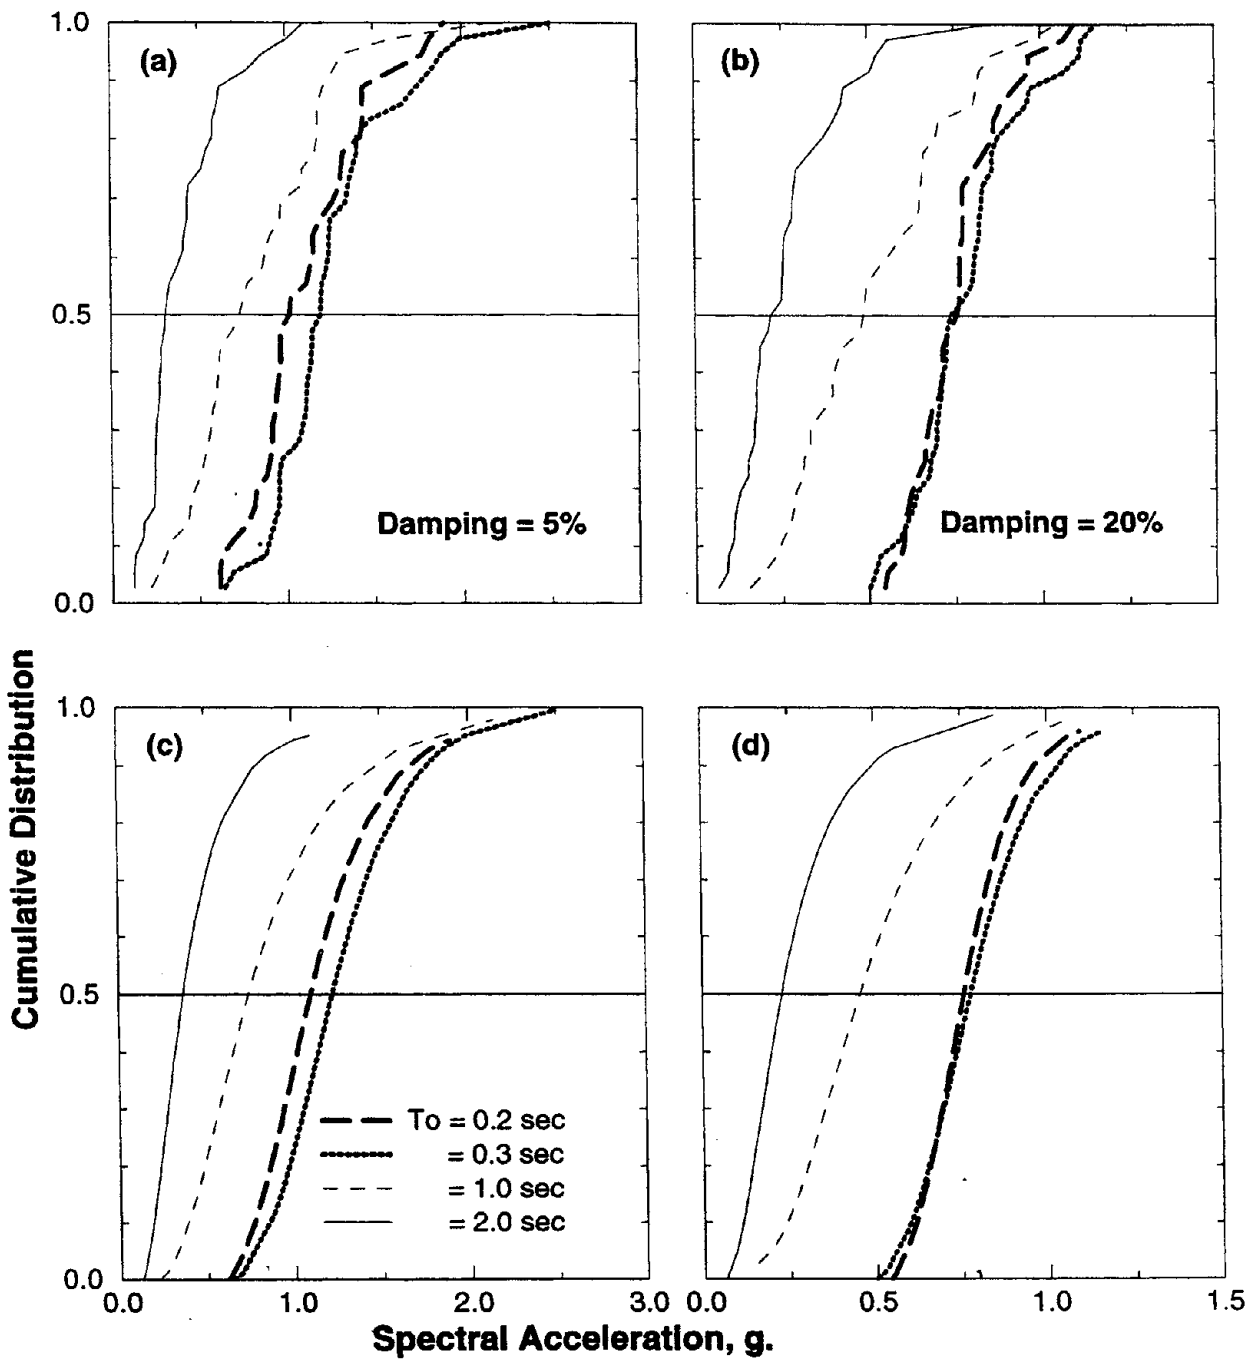 1.0
(a)
(b)
0.5
Damping = 5%
Damping = 20%
0.0
Cumulative Distribution
1.0
(c)
(d)
0.5
To = 0.2 sec
= 0.3 sec
= 1.0 sec
= 2.0 sec
0.0
0.0 1.0 2.0 3.0 0.0 0.5 1.0 1.5
Spectral Acceleration, g.